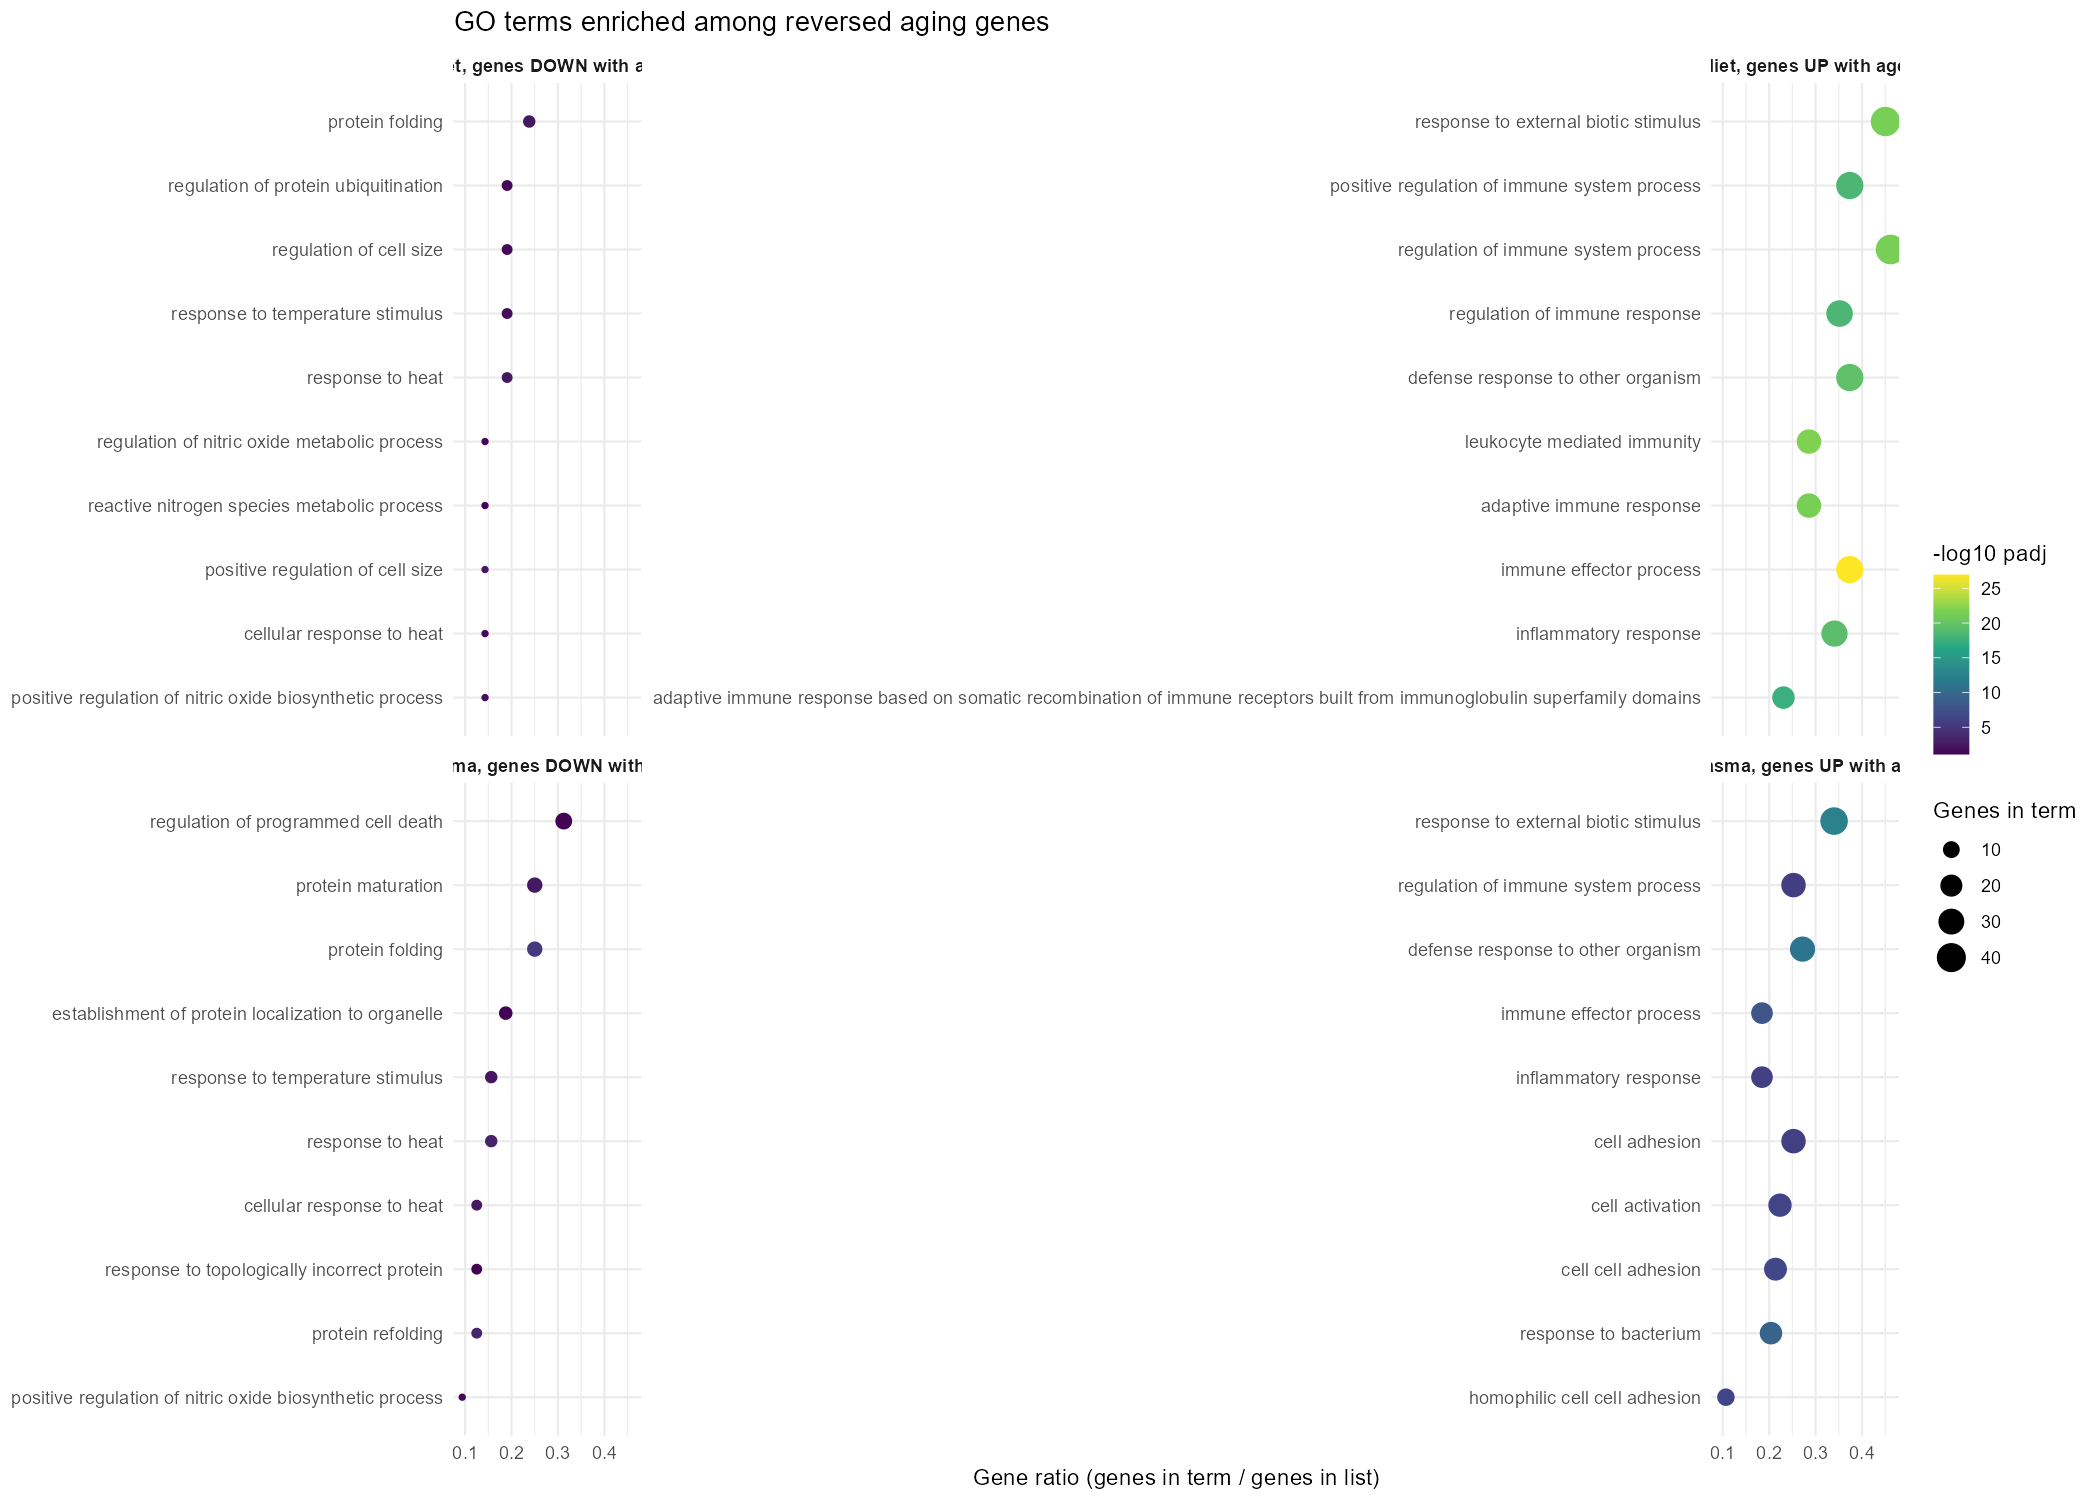 GO terms enriched among reversed aging genes
et, genes DOWN with a
protein folding
regulation of protein ubiquitination
regulation of cell size
response to temperature stimulus
response to heat
regulation of nitric oxide metabolic process
reactive nitrogen species metabolic process
positive regulation of cell size
cellular response to heat
positive regulation of nitric oxide biosynthetic process
diet, genes UP with age
response to external biotic stimulus
positive regulation of immune system process
regulation of immune system process
regulation of immune response
defense response to other organism
leukocyte mediated immunity
adaptive immune response
immune effector process
inflammatory response
adaptive immune response based on somatic recombination of immune receptors built from immunoglobulin superfamily domains
ma, genes DOWN with
regulation of programmed cell death
protein maturation
protein folding
establishment of protein localization to organelle
response to temperature stimulus
response to heat
cellular response to heat
response to topologically incorrect protein
protein refolding
positive regulation of nitric oxide biosynthetic process
0.1 0.2 0.3 0.4
asma, genes UP with a
response to external biotic stimulus
regulation of immune system process
defense response to other organism
immune effector process
inflammatory response
cell adhesion
cell activation
cell cell adhesion
response to bacterium
homophilic cell cell adhesion
0.1 0.2 0.3 0.4
Gene ratio (genes in term / genes in list)
-log10 padj
25
20
15
10
5
Genes in term
10
20
30
40